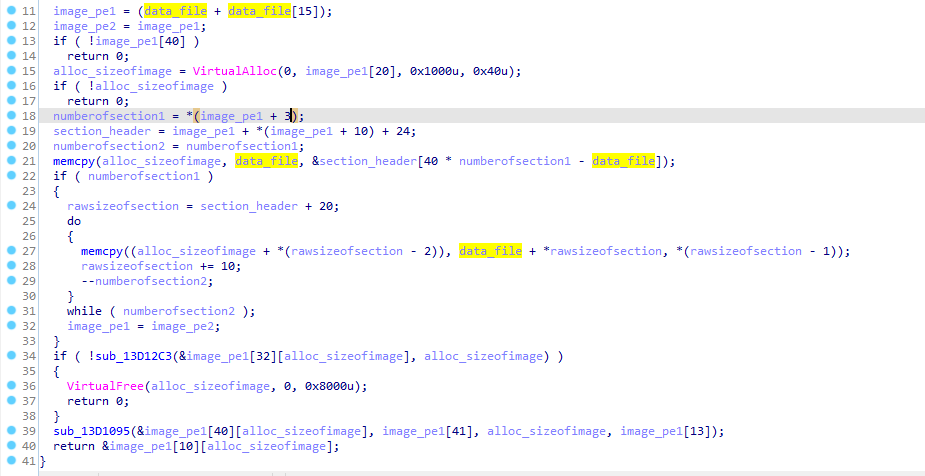 11 image_pe1 = (data_file + data_file[15]);
12 image_pe2 = image_pe1;
13 if ( !image_pe1[40] )
14 return 0;
15 alloc_sizeofimage = VirtualAlloc(0, image_pe1[20], 0x1000u, 0x40u);
16 if ( !alloc_sizeofimage )
17 return 0;
18 numberofsection1 = *(image_pe1 + 3);
19 section_header = image_pe1 + *(image_pe1 + 10) + 24;
20 numberofsection2 = numberofsection1;
21 memcpy(alloc_sizeofimage, data_file, &section_header[40 * numberofsection1 - data_file]);
22 if ( numberofsection1 )
23 {
24 rawsizeofsection = section_header + 20;
25 do
26 {
27 memcpy((alloc_sizeofimage + *(rawsizeofsection - 2)), data_file + *rawsizeofsection, *(rawsizeofsection - 1));
28 rawsizeofsection += 10;
29 --numberofsection2;
30 }
31 while ( numberofsection2 );
32 image_pe1 = image_pe2;
33 }
34 if ( !sub_13D12C3(&image_pe1[32][alloc_sizeofimage], alloc_sizeofimage) )
35 {
36 VirtualFree(alloc_sizeofimage, 0, 0x8000u);
37 return 0;
38 }
39 sub_13D1095(&image_pe1[40][alloc_sizeofimage], image_pe1[41], alloc_sizeofimage, image_pe1[13]);
40 return &image_pe1[10][alloc_sizeofimage];
41 }